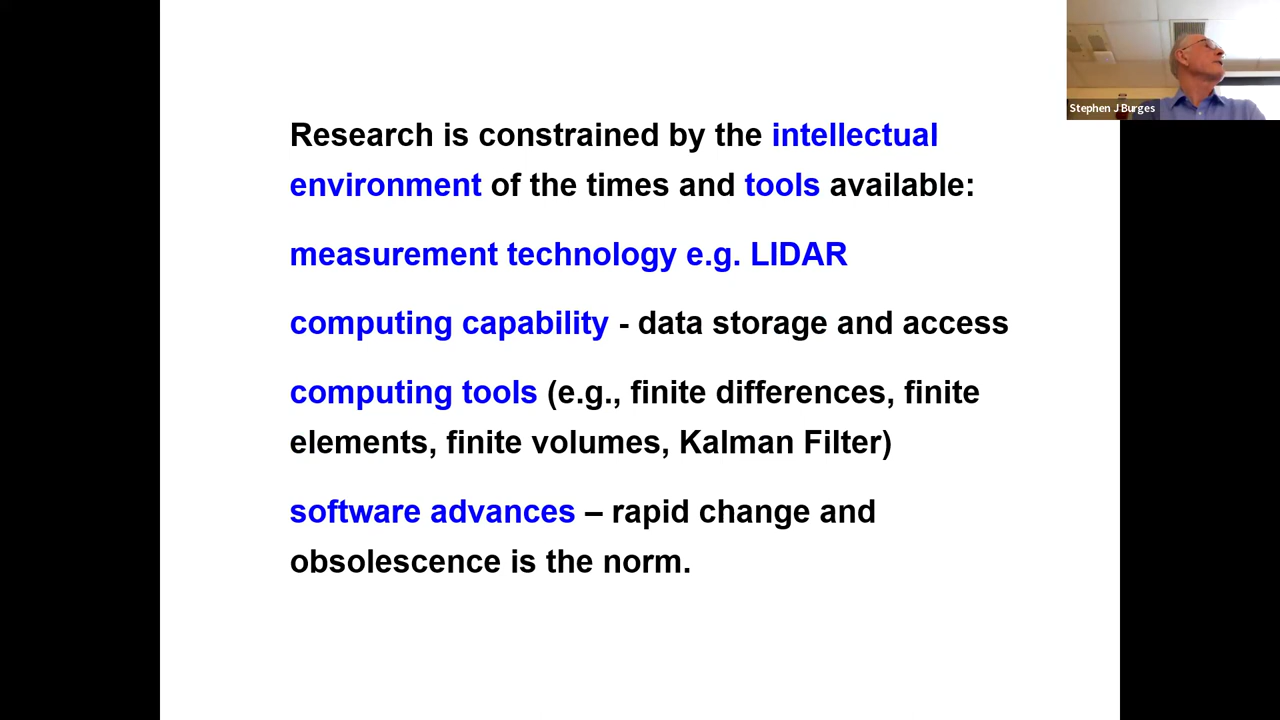 Research is constrained by the intellectual
environment of the times and tools available:
measurement technology e.g. LIDAR
computing capability - data storage and access
computing tools (e.g., finite differences, finite
elements, finite volumes, Kalman Filter)
software advances – rapid change and
obsolescence is the norm.
Stephen J Burges